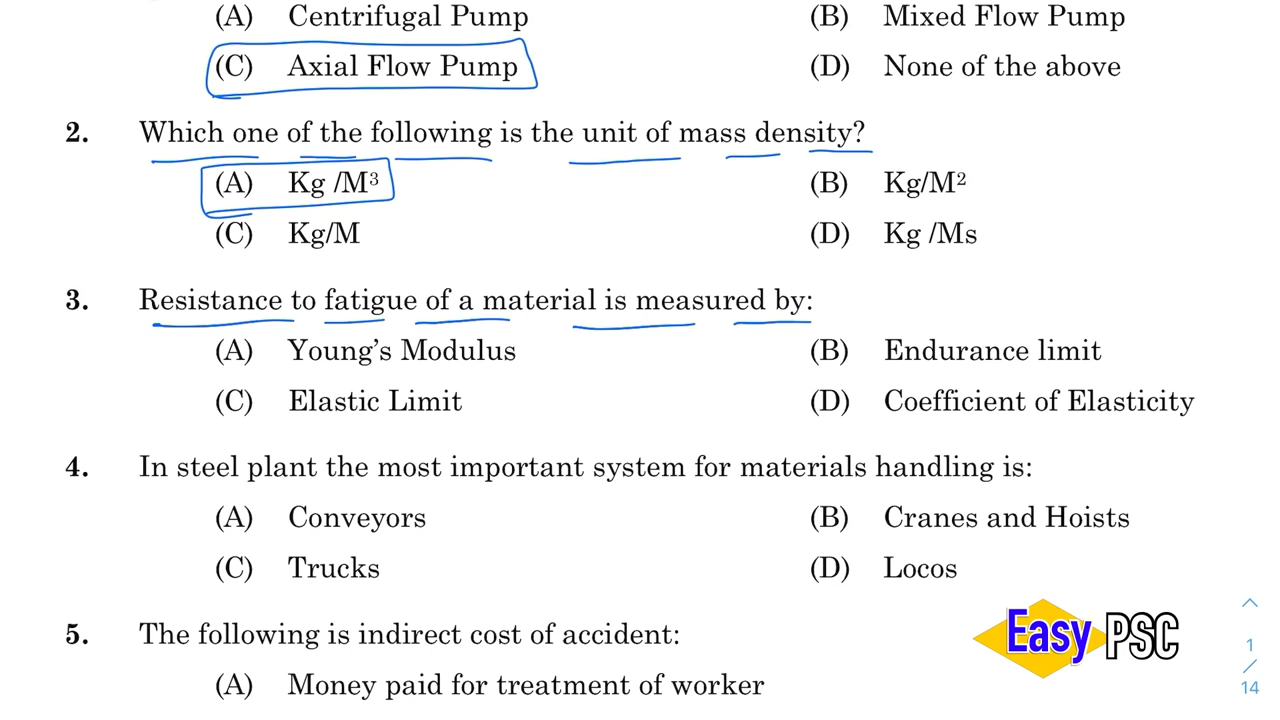 (A) Centrifugal Pump (B) Mixed Flow Pump
(C) Axial Flow Pump (D) None of the above
2. Which one of the following is the unit of mass density?
(A) Kg /M³ (B) Kg/M²
(C) Kg/M (D) Kg /Ms
3. Resistance to fatigue of a material is measured by:
(A) Young's Modulus (B) Endurance limit
(C) Elastic Limit (D) Coefficient of Elasticity
4. In steel plant the most important system for materials handling is:
(A) Conveyors (B) Cranes and Hoists
(C) Trucks (D) Locos
5. The following is indirect cost of accident:
(A) Money paid for treatment of worker
Easy PSC
1
/
14